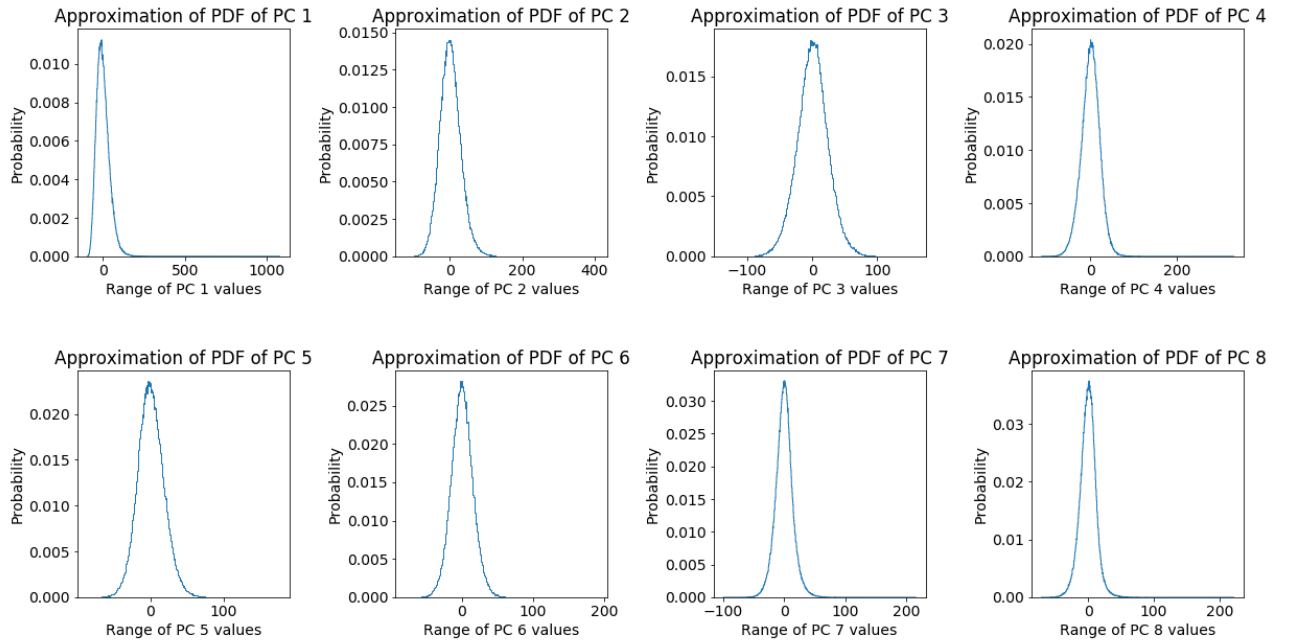 Approximation of PDF of PC 1
Probability
0.010
0.008
0.006
0.004
0.002
0.000
0 500 1000
Range of PC 1 values
Approximation of PDF of PC 2
Probability
0.0150
0.0125
0.0100
0.0075
0.0050
0.0025
0.0000
0 200 400
Range of PC 2 values
Approximation of PDF of PC 3
Probability
0.015
0.010
0.005
0.000
−100 0 100
Range of PC 3 values
Approximation of PDF of PC 4
Probability
0.020
0.015
0.010
0.005
0.000
0 200
Range of PC 4 values
Approximation of PDF of PC 5
Probability
0.020
0.015
0.010
0.005
0.000
0 100
Range of PC 5 values
Approximation of PDF of PC 6
Probability
0.025
0.020
0.015
0.010
0.005
0.000
0 100 200
Range of PC 6 values
Approximation of PDF of PC 7
Probability
0.030
0.025
0.020
0.015
0.010
0.005
0.000
−100 0 100 200
Range of PC 7 values
Approximation of PDF of PC 8
Probability
0.03
0.02
0.01
0.00
0 100 200
Range of PC 8 values